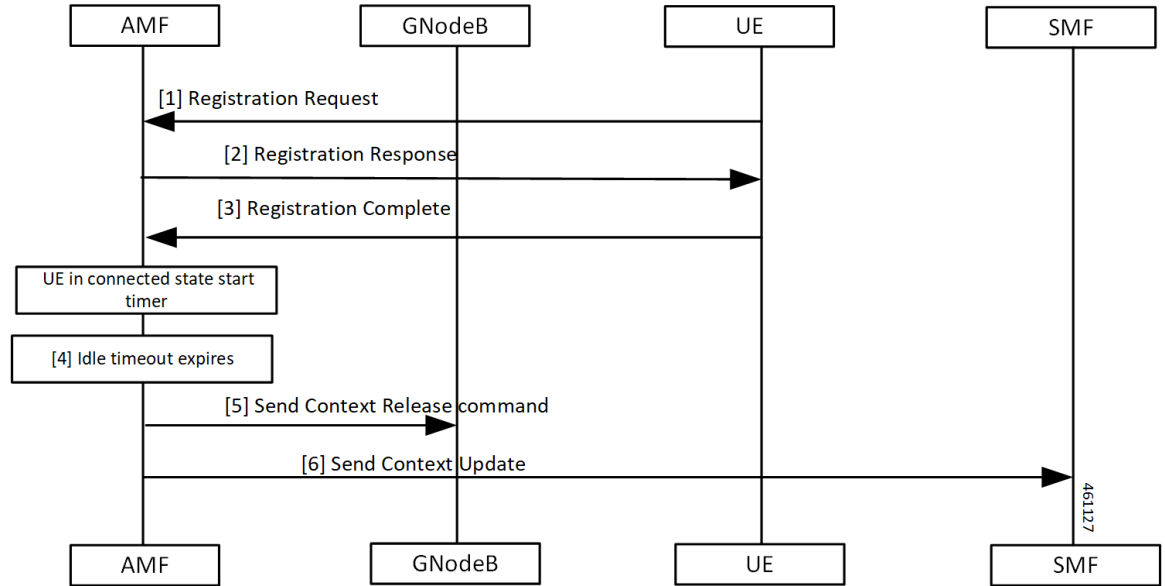 AMF
GNodeB
UE
SMF
[1] Registration Request
[2] Registration Response
[3] Registration Complete
UE in connected state start
timer
[4] Idle timeout expires
[5] Send Context Release command
[6] Send Context Update
461127
AMF
GNodeB
UE
SMF